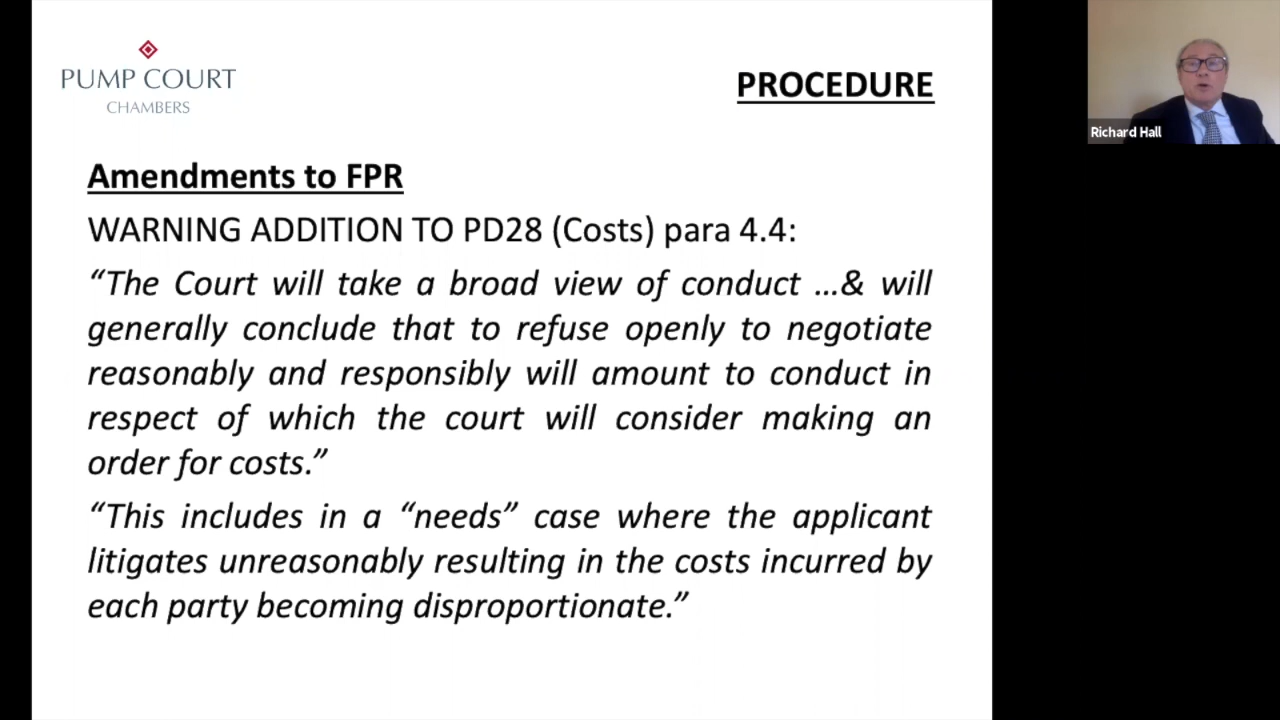 PUMP COURT
CHAMBERS
PROCEDURE
Richard Hall
Amendments to FPR
WARNING ADDITION TO PD28 (Costs) para 4.4:
“The Court will take a broad view of conduct …& will
generally conclude that to refuse openly to negotiate
reasonably and responsibly will amount to conduct in
respect of which the court will consider making an
order for costs.”
“This includes in a “needs” case where the applicant
litigates unreasonably resulting in the costs incurred by
each party becoming disproportionate.”